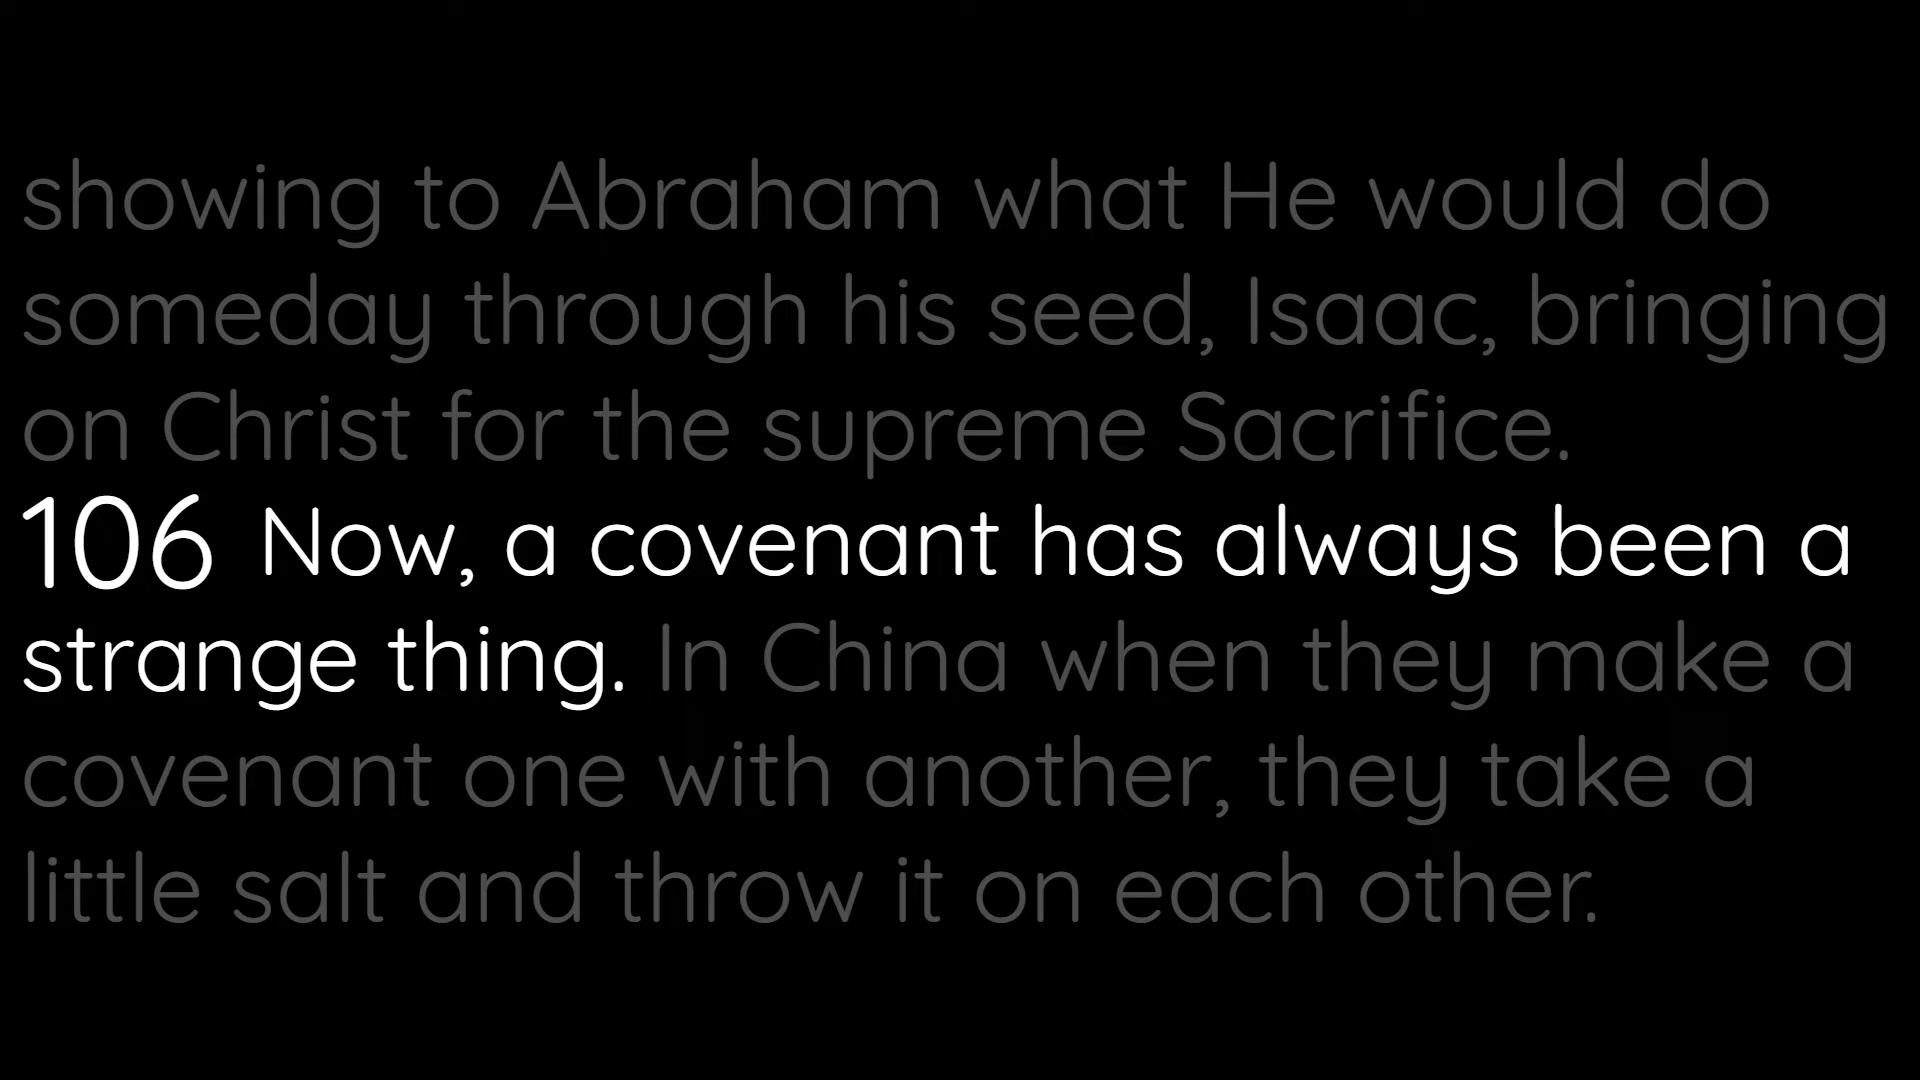 showing to Abraham what He would do
someday through his seed, Isaac, bringing
on Christ for the supreme Sacrifice.
106 Now, a covenant has always been a
strange thing. In China when they make a
covenant one with another, they take a
little salt and throw it on each other.